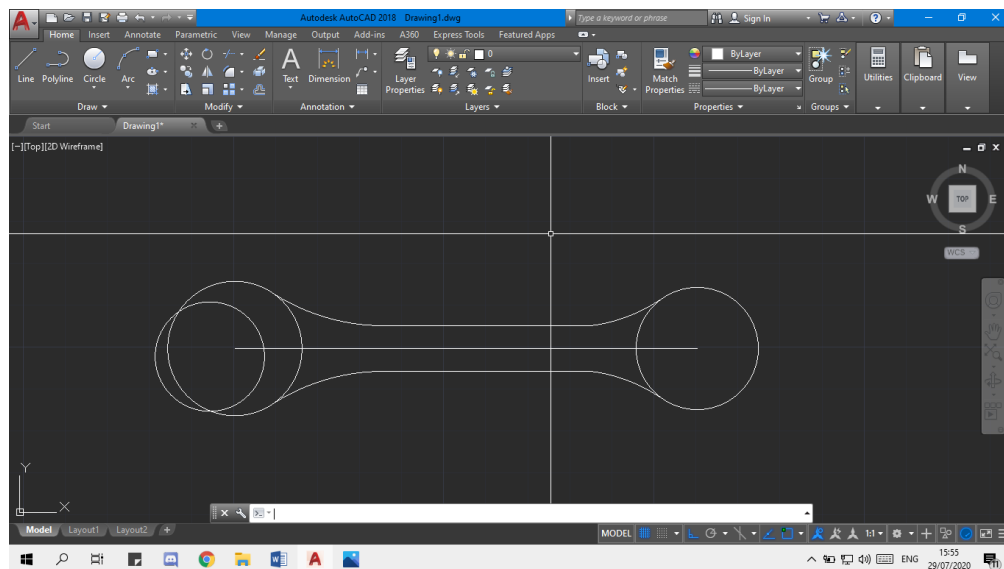 A Autodesk AutoCAD 2018 Drawing1.dwg Type a keyword or phrase Sign In
Home Insert Annotate Parametric View Manage Output Add-ins A360 Express Tools Featured Apps
0 ByLayer
ByLayer
ByLayer
Line Polyline Circle Arc Text Dimension Layer Properties Insert Match Properties Group Utilities Clipboard View
Draw Modify Annotation Layers Block Properties Groups
Start Drawing1*
[−][Top][2D Wireframe]
N
W TOP E
S
WCS
Y
X
Model Layout1 Layout2 + MODEL 1:1
ENG 15:55
29/07/2020